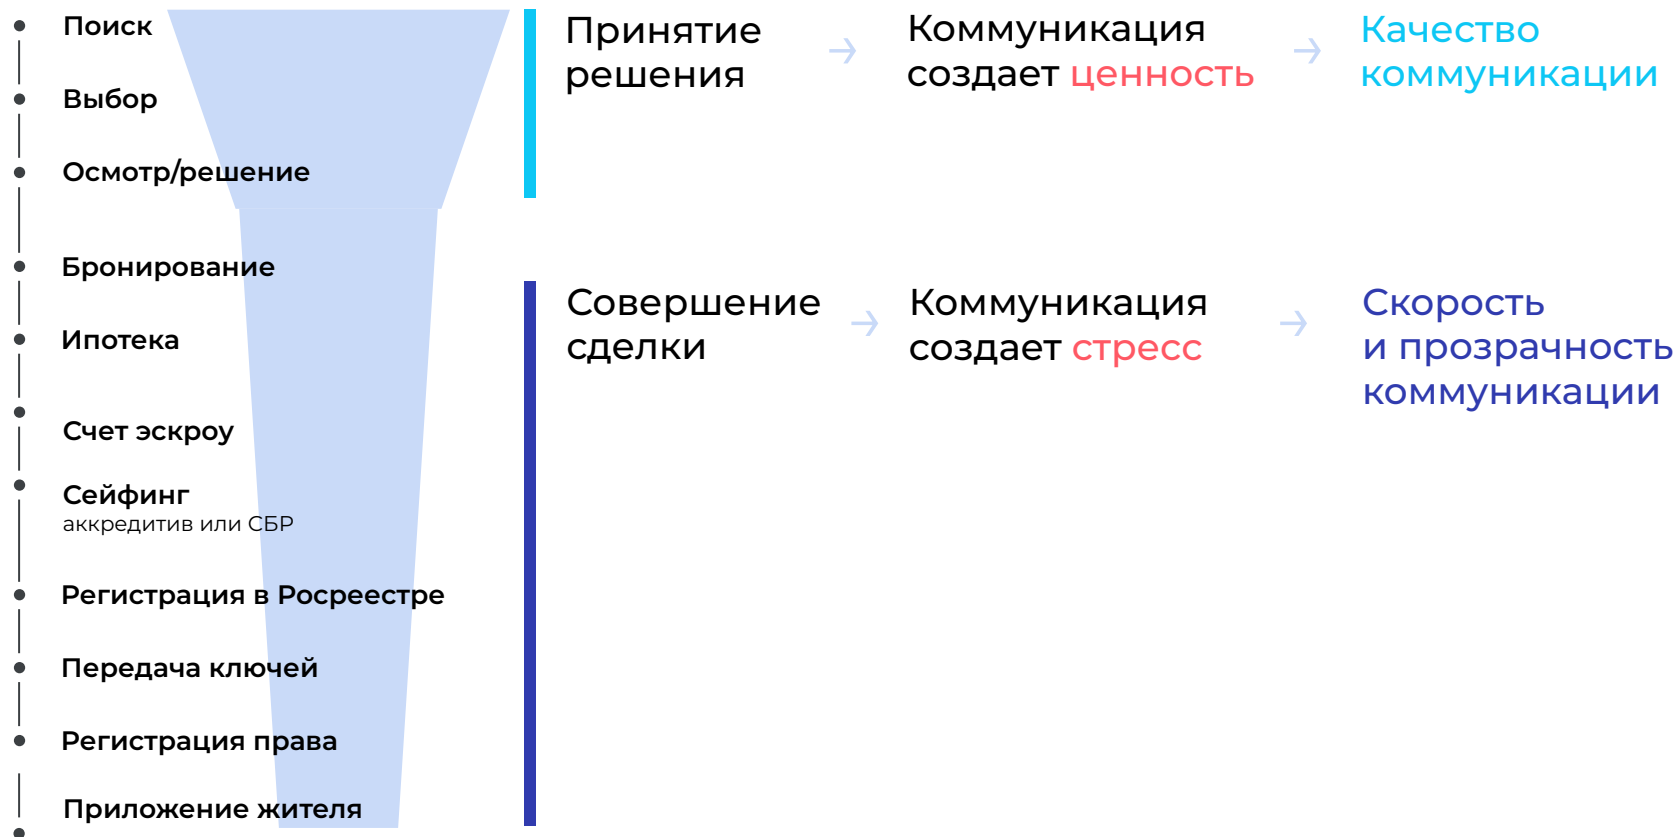 Поиск
Выбор
Осмотр/решение
Бронирование
Ипотека
Счет эскроу
Сейфинг
аккредитив или СБР
Регистрация в Росреестре
Передача ключей
Регистрация права
Приложение жителя
Принятие
решения
→
Коммуникация
создает ценность
→
Качество
коммуникации
Совершение
сделки
→
Коммуникация
создает стресс
→
Скорость
и прозрачность
коммуникации